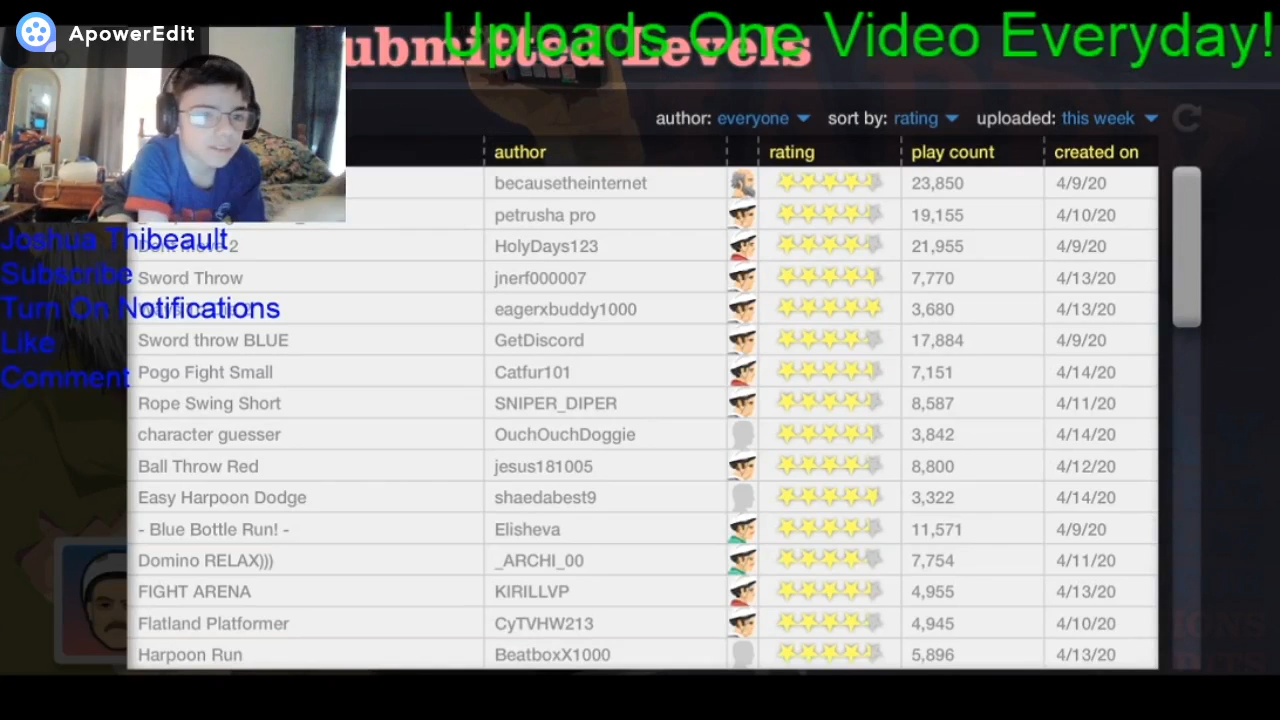 ApowerEdit
Uploads One Video Everyday!
ubmitted Levels
author: everyone sort by: rating uploaded: this week
author rating play count created on
becausetheinternet 23,850 4/9/20
petrusha pro 19,155 4/10/20
Joshua Thibeault
Dont Move 2 HolyDays123 21,955 4/9/20
Subscribe
Sword Throw jnerf000007 7,770 4/13/20
Turn On Notifications
eagerxbuddy1000 3,680 4/13/20
Like
Sword throw BLUE GetDiscord 17,884 4/9/20
Comment
Pogo Fight Small Catfur101 7,151 4/14/20
Rope Swing Short SNIPER_DIPER 8,587 4/11/20
character guesser OuchOuchDoggie 3,842 4/14/20
Ball Throw Red jesus181005 8,800 4/12/20
Easy Harpoon Dodge shaedabest9 3,322 4/14/20
- Blue Bottle Run! - Elisheva 11,571 4/9/20
Domino RELAX))) _ARCHI_00 7,754 4/11/20
FIGHT ARENA KIRILLVP 4,955 4/13/20
Flatland Platformer CyTVHW213 4,945 4/10/20
Harpoon Run BeatboxX1000 5,896 4/13/20